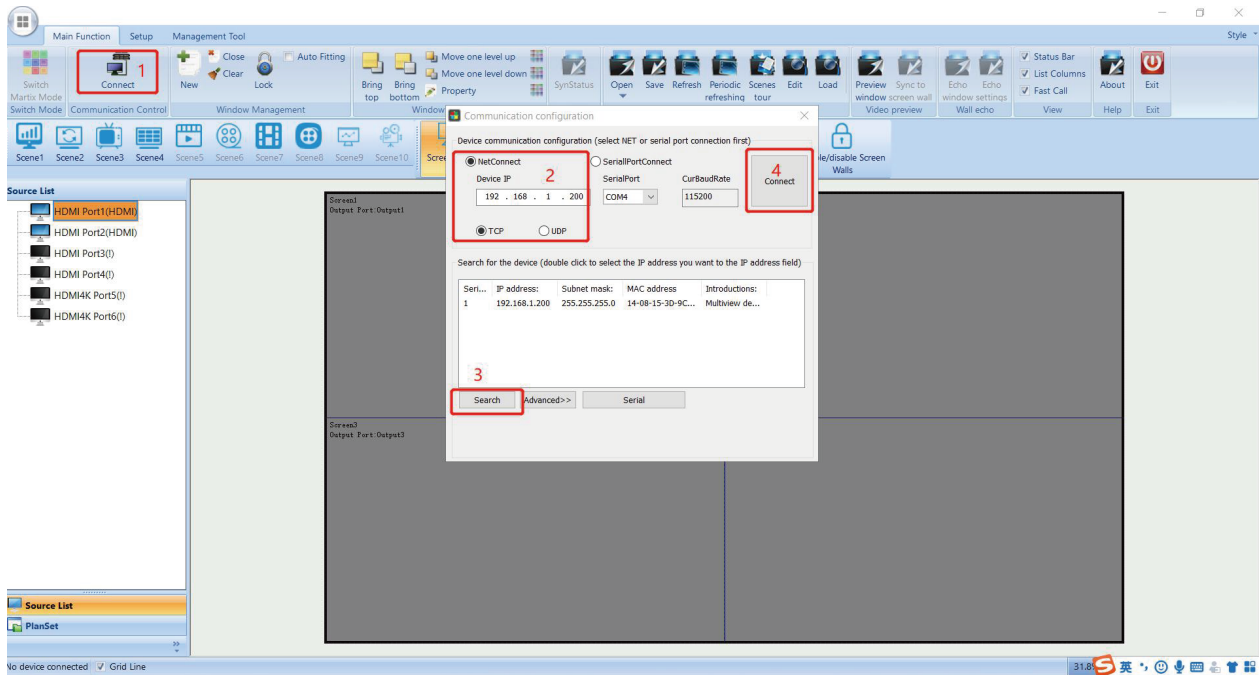 Main Function Setup Management Tool Style
Switch Martix Mode
Connect
1
New
Close
Clear
Lock
Auto Fitting
Bring top
Bring bottom
Move one level up
Move one level down
Property
SynStatus
Open Save Refresh Periodic refreshing Scenes tour Edit Load
Preview window Sync to screen wall
Echo window Echo settings
Status Bar
List Columns
Fast Call
About
Exit
Switch Mode Communication Control Window Management Window Video preview Wall echo View Help Exit
Scene1 Scene2 Scene3 Scene4 Scene5 Scene6 Scene7 Scene8 Scene9 Scene10 Scree
le/disable Screen Walls
Source List
HDMI Port1(HDMI)
HDMI Port2(HDMI)
HDMI Port3(!)
HDMI Port4(!)
HDMI4K Port5(!)
HDMI4K Port6(!)
Screen1
Output Port:Output1
Screen3
Output Port:Output3
Communication configuration
Device communication configuration (select NET or serial port connection first)
NetConnect SeriallPortConnect
Device IP 2 SerialPort CurBaudRate
192 . 168 . 1 . 200 COM4 115200
4
Connect
TCP UDP
Search for the device (double click to select the IP address you want to the IP address field)
Seri... IP address: Subnet mask: MAC address Introductions:
1 192.168.1.200 255.255.255.0 14-08-15-3D-9C... Multiview de...
3
Search Advanced>> Serial
Source List
PlanSet
No device connected Grid Line
31.8
S 英